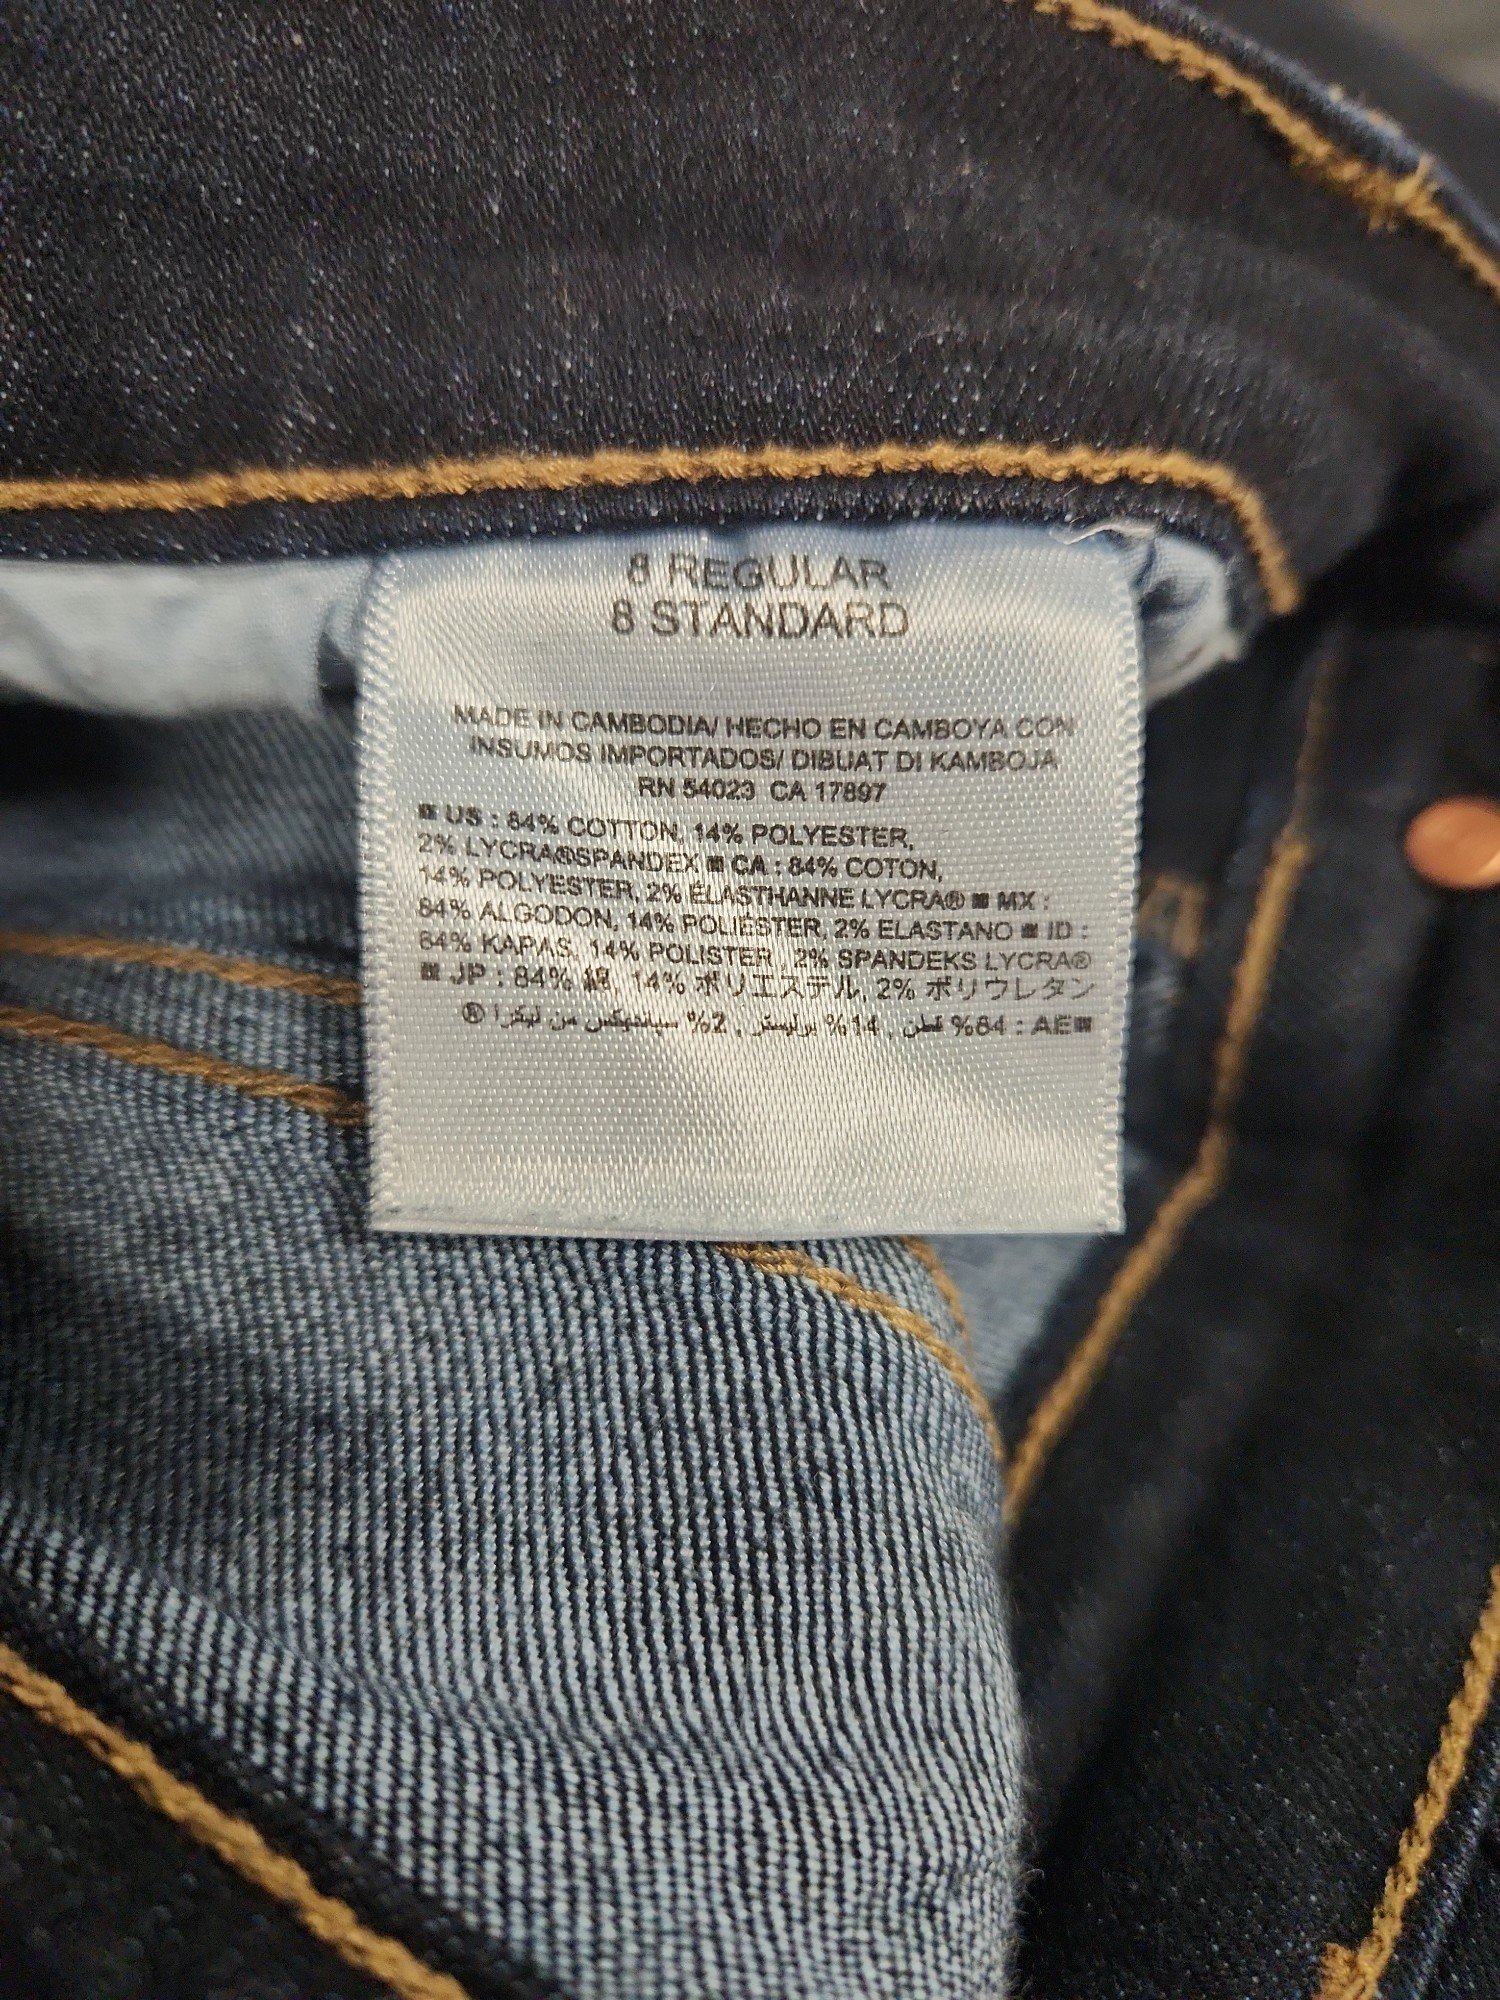 8 REGULAR
8 STANDARD
MADE IN CAMBODIA/ HECHO EN CAMBOYA CON
INSUMOS IMPORTADOS/ DIBUAT DI KAMBOJA
RN 54023 CA 17897
■ US : 84% COTTON, 14% POLYESTER,
2% LYCRA®SPANDEX ■ CA : 84% COTON,
14% POLYESTER, 2% ÉLASTHANNE LYCRA® ■ MX :
84% ALGODON, 14% POLIÉSTER, 2% ELASTANO ■ ID :
84% KAPAS, 14% POLISTER , 2% SPANDEKS LYCRA®
■ JP : 84% 綿, 14% ポリエステル, 2% ポリウレタン
■AE : 84% قطن , 14% بوليستر , 2% سباندیکس من ليكرا ®